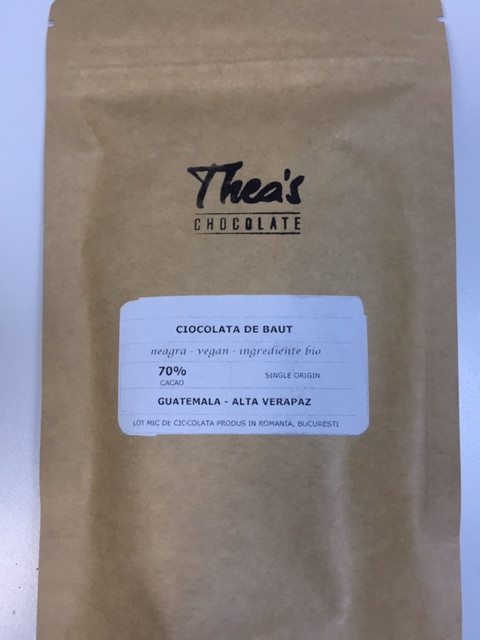 Thea's
CHOCOLATE
CIOCOLATA DE BAUT
neagra - vegan - ingrediente bio
70%
CACAO
SINGLE ORIGIN
GUATEMALA - ALTA VERAPAZ
LOT MIC DE CICCOLATA PRODUS IN ROMANIA, BUCURESTI